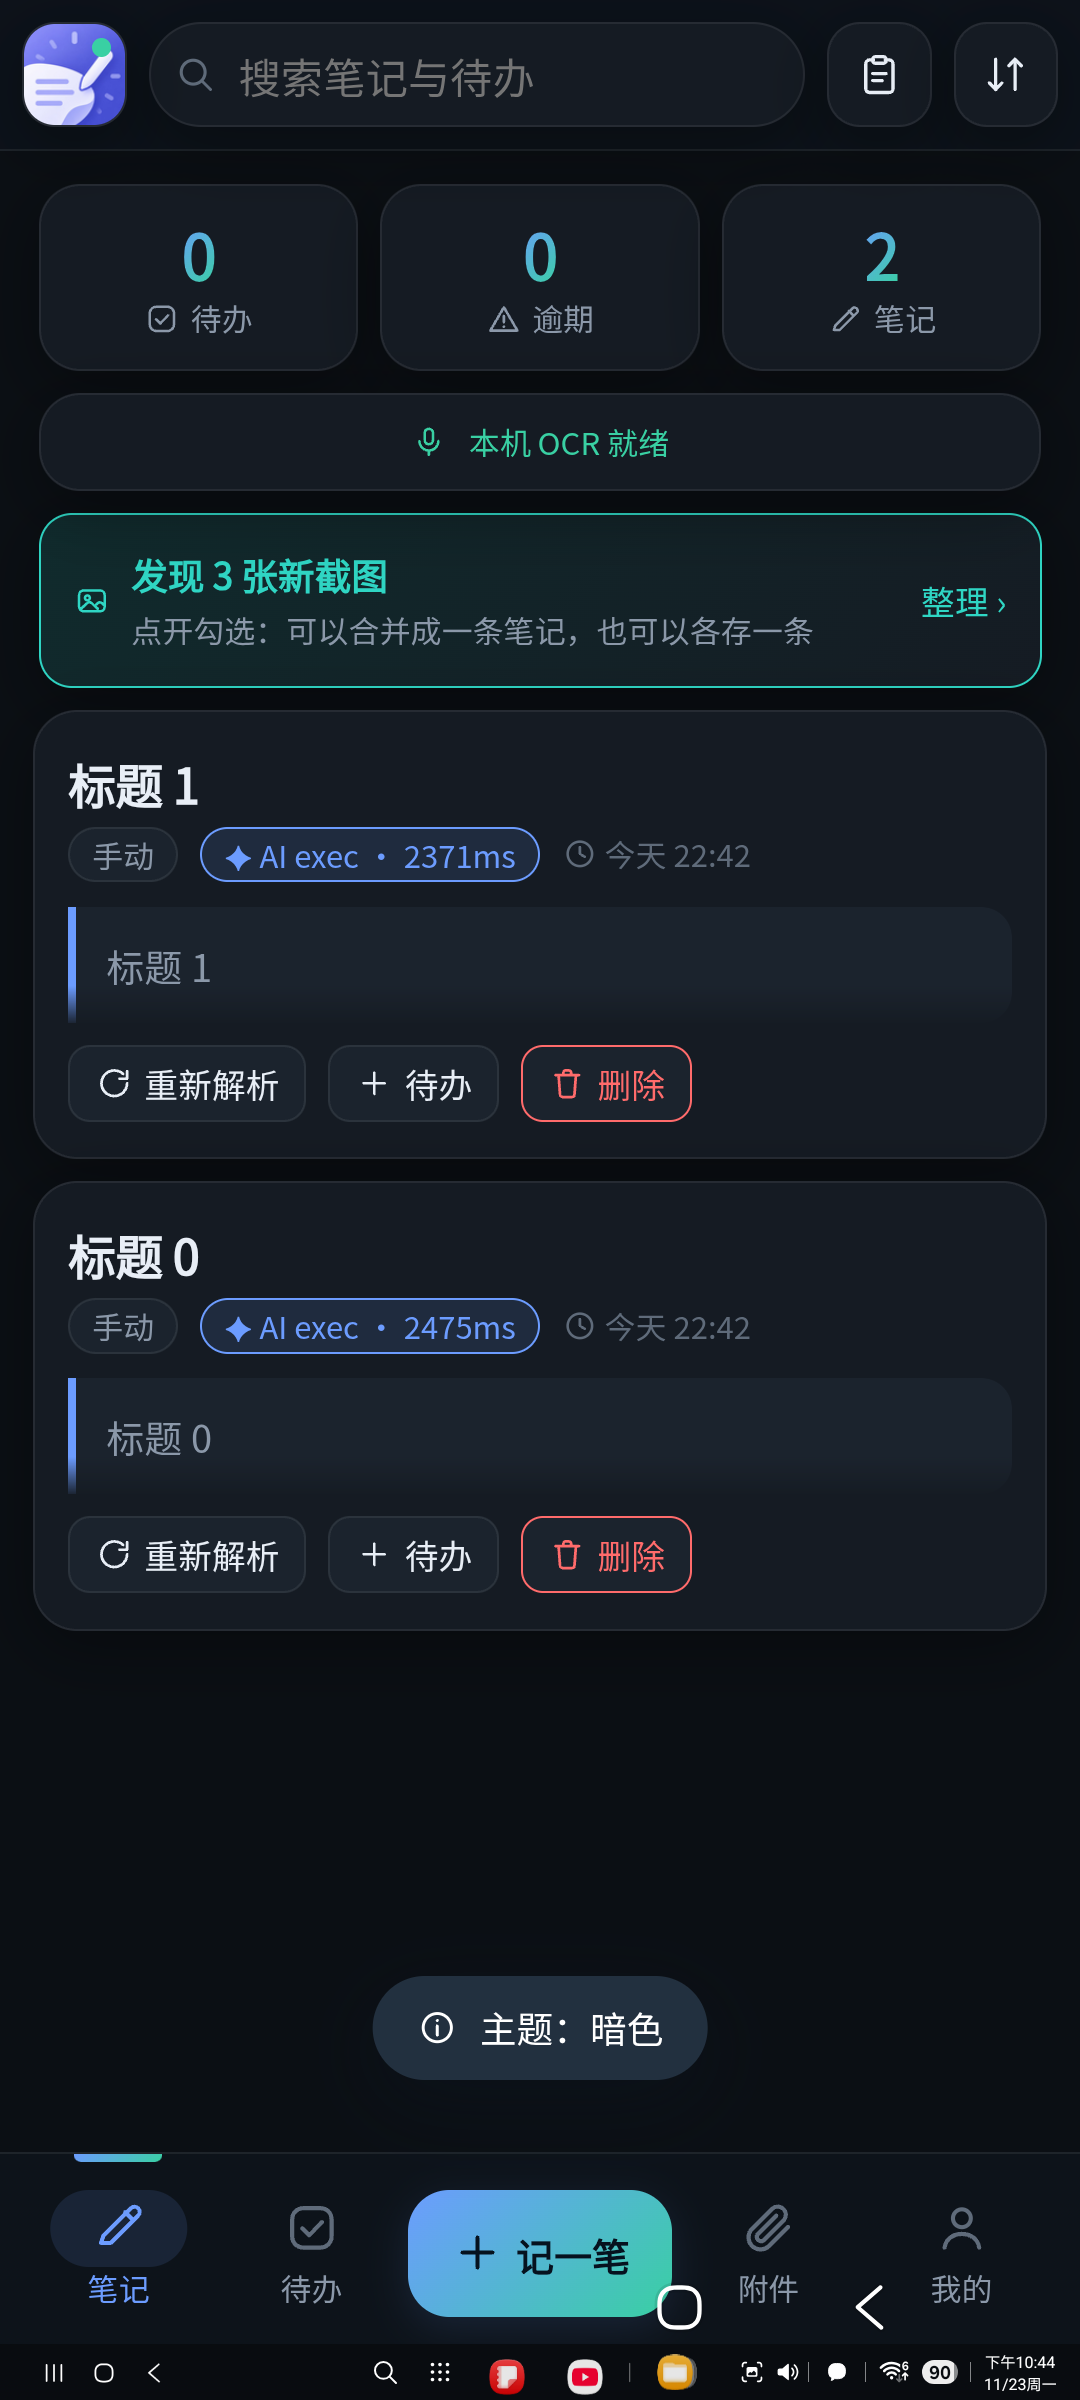 搜索笔记与待办
0
待办
0
逾期
2
笔记
本机 OCR 就绪
发现 3 张新截图
点开勾选：可以合并成一条笔记，也可以各存一条
整理 ›
标题 1
手动
AI exec · 2371ms
今天 22:42
标题 1
重新解析
待办
删除
标题 0
手动
AI exec · 2475ms
今天 22:42
标题 0
重新解析
待办
删除
主题：暗色
笔记
待办
记一笔
附件
我的
6
90
下午10:44
11/23周一